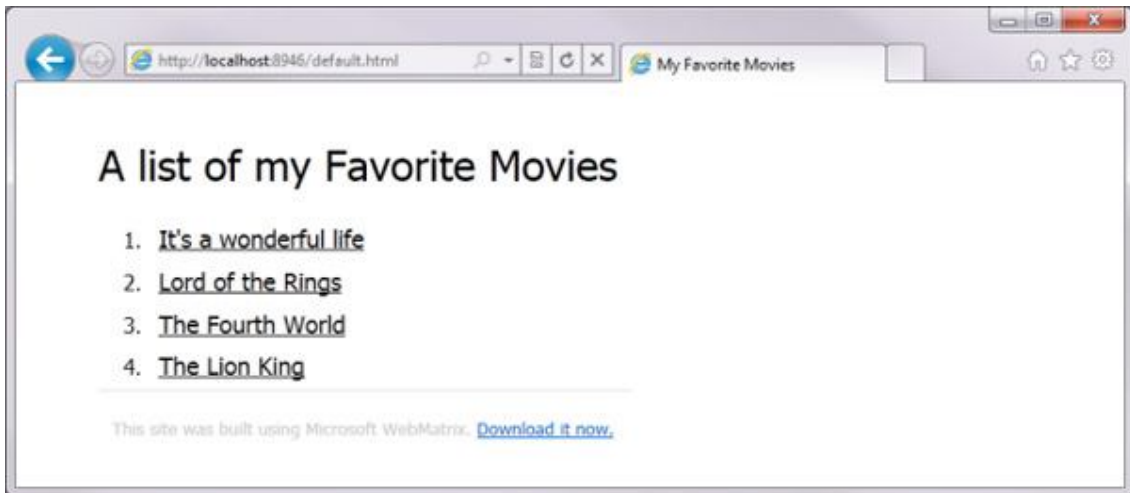 http://localhost:8946/default.html
My Favorite Movies
A list of my Favorite Movies
1. It's a wonderful life
2. Lord of the Rings
3. The Fourth World
4. The Lion King
This site was built using Microsoft WebMatrix. Download it now.